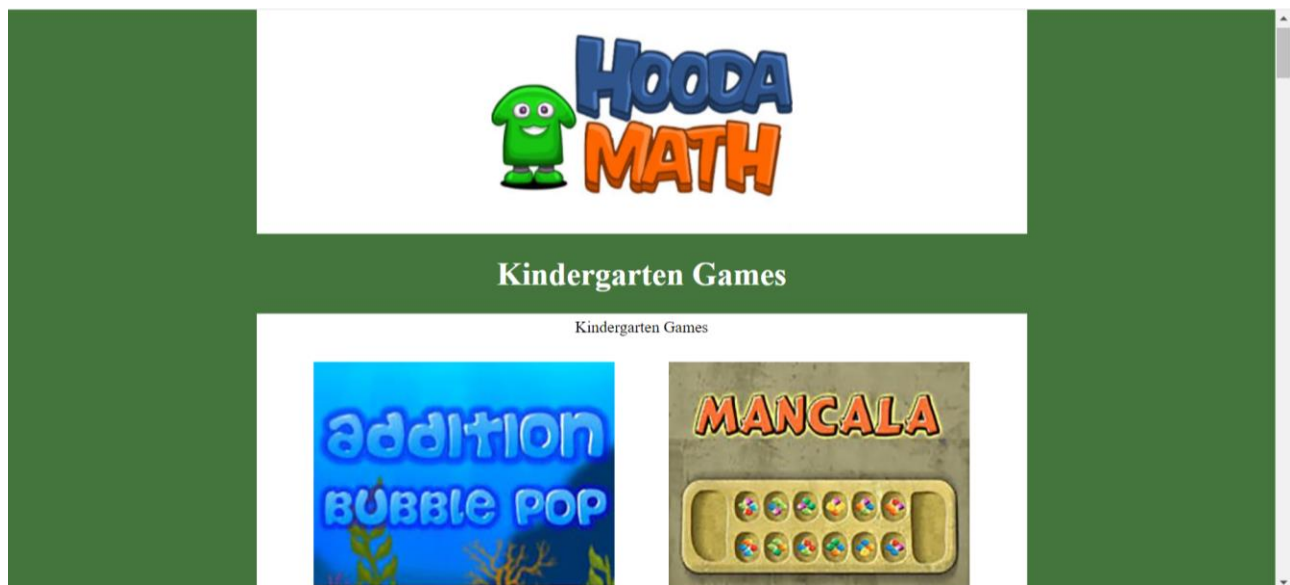 HOODA
MATH
Kindergarten Games
Kindergarten Games
addition
BUBBLE POP
MANCALA